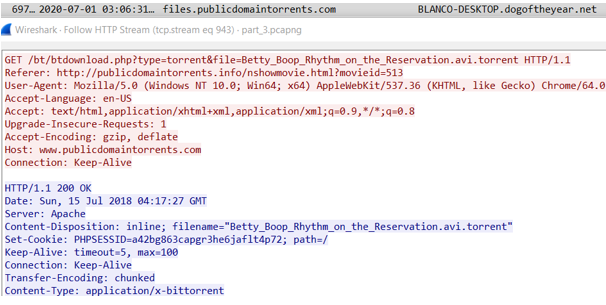 697… 2020-07-01 03:06:31… files.publicdomaintorrents.com BLANCO-DESKTOP.dogoftheyear.net
Wireshark · Follow HTTP Stream (tcp.stream eq 943) · part_3.pcapng
GET /bt/btdownload.php?type=torrent&file=Betty_Boop_Rhythm_on_the_Reservation.avi.torrent HTTP/1.1
Referer: http://publicdomaintorrents.info/nshowmovie.html?movieid=513
User-Agent: Mozilla/5.0 (Windows NT 10.0; Win64; x64) AppleWebKit/537.36 (KHTML, like Gecko) Chrome/64.0
Accept-Language: en-US
Accept: text/html,application/xhtml+xml,application/xml;q=0.9,*/*;q=0.8
Upgrade-Insecure-Requests: 1
Accept-Encoding: gzip, deflate
Host: www.publicdomaintorrents.com
Connection: Keep-Alive
HTTP/1.1 200 OK
Date: Sun, 15 Jul 2018 04:17:27 GMT
Server: Apache
Content-Disposition: inline; filename="Betty_Boop_Rhythm_on_the_Reservation.avi.torrent"
Set-Cookie: PHPSESSID=a42bg863capgr3he6jaflt4p72; path=/
Keep-Alive: timeout=5, max=100
Connection: Keep-Alive
Transfer-Encoding: chunked
Content-Type: application/x-bittorrent